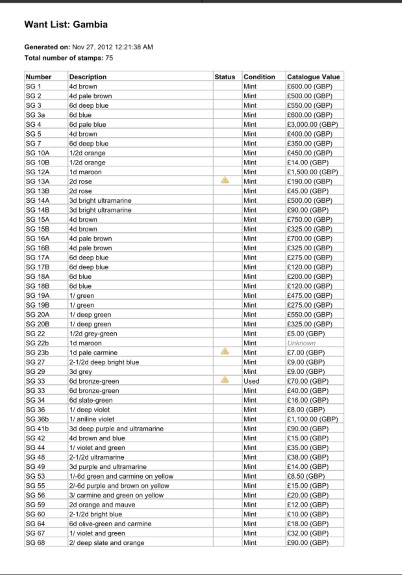 Want List: Gambia
Generated on: Nov 27, 2012 12:21:38 AM
Total number of stamps: 75
Number Description Status Condition Catalogue Value
SG 1 4d brown Mint £600.00 (GBP)
SG 2 4d pale brown Mint £500.00 (GBP)
SG 3 6d deep blue Mint £550.00 (GBP)
SG 3a 6d blue Mint £600.00 (GBP)
SG 4 6d pale blue Mint £3,000.00 (GBP)
SG 5 4d brown Mint £400.00 (GBP)
SG 7 6d deep blue Mint £350.00 (GBP)
SG 10A 1/2d orange Mint £450.00 (GBP)
SG 10B 1/2d orange Mint £14.00 (GBP)
SG 12A 1d maroon Mint £1,500.00 (GBP)
SG 13A 2d rose Mint £190.00 (GBP)
SG 13B 2d rose Mint £45.00 (GBP)
SG 14A 3d bright ultramarine Mint £500.00 (GBP)
SG 14B 3d bright ultramarine Mint £90.00 (GBP)
SG 15A 4d brown Mint £750.00 (GBP)
SG 15B 4d brown Mint £325.00 (GBP)
SG 16A 4d pale brown Mint £700.00 (GBP)
SG 16B 4d pale brown Mint £325.00 (GBP)
SG 17A 6d deep blue Mint £275.00 (GBP)
SG 17B 6d deep blue Mint £120.00 (GBP)
SG 18A 6d blue Mint £200.00 (GBP)
SG 18B 6d blue Mint £120.00 (GBP)
SG 19A 1/ green Mint £475.00 (GBP)
SG 19B 1/ green Mint £275.00 (GBP)
SG 20A 1/ deep green Mint £550.00 (GBP)
SG 20B 1/ deep green Mint £325.00 (GBP)
SG 22 1/2d grey-green Mint £5.00 (GBP)
SG 22b 1d maroon Mint Unknown
SG 23b 1d pale carmine Mint £7.00 (GBP)
SG 27 2-1/2d deep bright blue Mint £9.00 (GBP)
SG 29 3d grey Mint £9.00 (GBP)
SG 33 6d bronze-green Used £70.00 (GBP)
SG 33 6d bronze-green Mint £40.00 (GBP)
SG 34 6d slate-green Mint £16.00 (GBP)
SG 36 1/ deep violet Mint £8.00 (GBP)
SG 36b 1/ aniline violet Mint £1,100.00 (GBP)
SG 41b 3d deep purple and ultramarine Mint £90.00 (GBP)
SG 42 4d brown and blue Mint £15.00 (GBP)
SG 44 1/ violet and green Mint £35.00 (GBP)
SG 48 2-1/2d ultramarine Mint £38.00 (GBP)
SG 49 3d purple and ultramarine Mint £14.00 (GBP)
SG 53 1/-6d green and carmine on yellow Mint £8.50 (GBP)
SG 55 2/-6d purple and brown on yellow Mint £15.00 (GBP)
SG 56 3/ carmine and green on yellow Mint £20.00 (GBP)
SG 59 2d orange and mauve Mint £12.00 (GBP)
SG 60 2-1/2d bright blue Mint £10.00 (GBP)
SG 64 6d olive-green and carmine Mint £18.00 (GBP)
SG 67 1/ violet and green Mint £32.00 (GBP)
SG 68 2/ deep slate and orange Mint £90.00 (GBP)